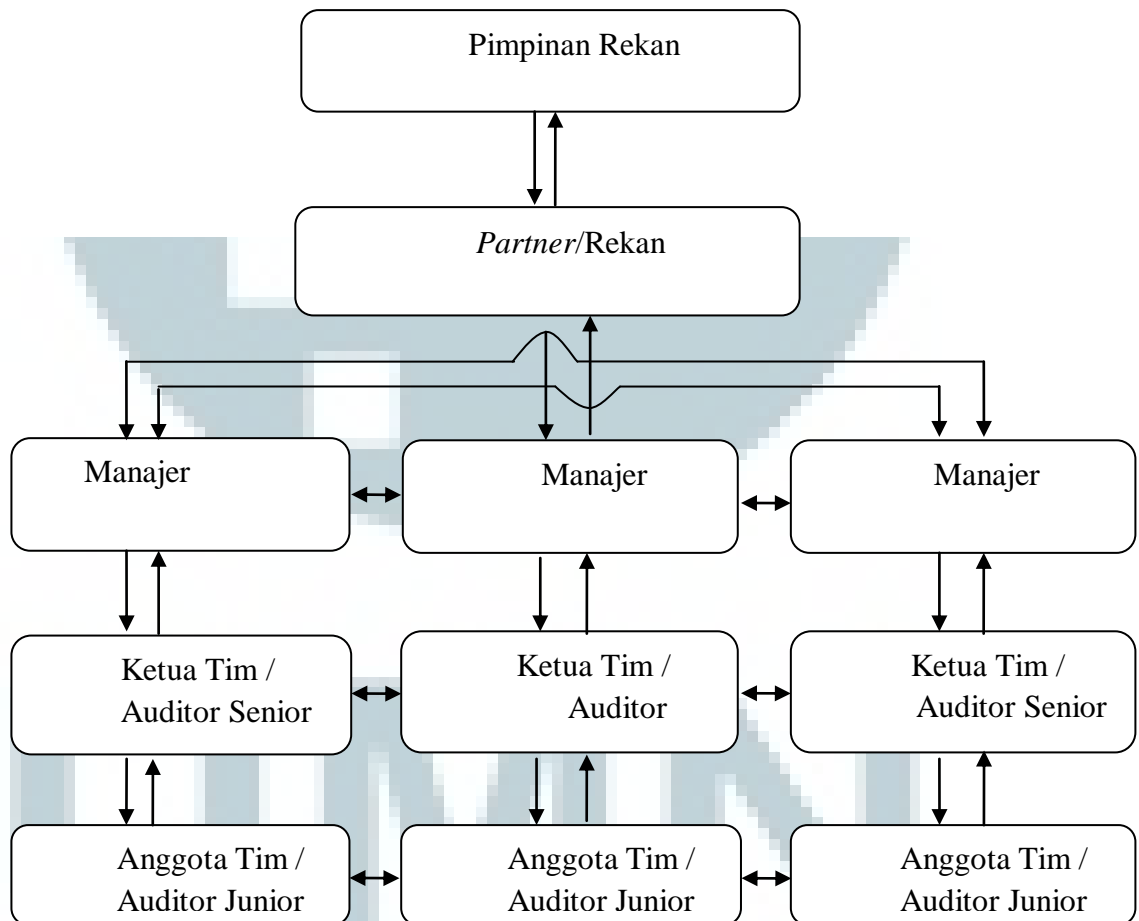 Pimpinan Rekan
Partner/Rekan
Manajer
Manajer
Manajer
Ketua Tim /
Auditor Senior
Ketua Tim /
Auditor
Ketua Tim /
Auditor Senior
Anggota Tim /
Auditor Junior
Anggota Tim /
Auditor Junior
Anggota Tim /
Auditor Junior